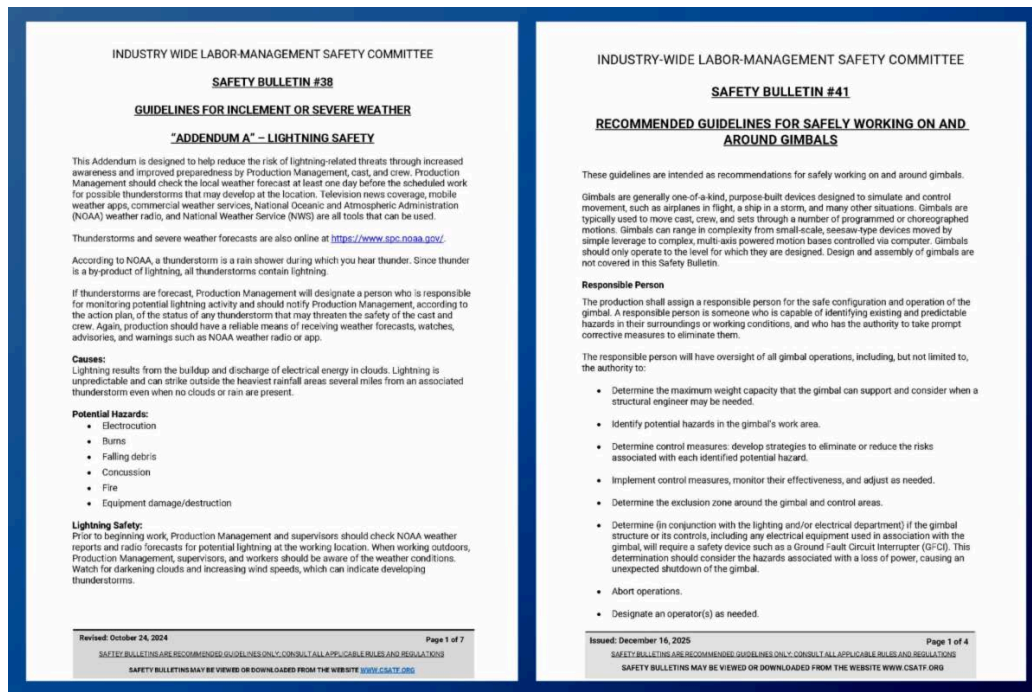 INDUSTRY WIDE LABOR-MANAGEMENT SAFETY COMMITTEE
SAFETY BULLETIN #38
GUIDELINES FOR INCLEMENT OR SEVERE WEATHER
"ADDENDUM A" – LIGHTNING SAFETY
This Addendum is designed to help reduce the risk of lightning-related threats through increased
awareness and improved preparedness by Production Management, cast, and crew. Production
Management should check the local weather forecast at least one day before the scheduled work
for possible thunderstorms that may develop at the location. Television news coverage, mobile
weather apps, commercial weather services, National Oceanic and Atmospheric Administration
(NOAA) weather radio, and National Weather Service (NWS) are all tools that can be used.
Thunderstorms and severe weather forecasts are also online at https://www.spc.noaa.gov/.
According to NOAA, a thunderstorm is a rain shower during which you hear thunder. Since thunder
is a by-product of lightning, all thunderstorms contain lightning.
If thunderstorms are forecast, Production Management will designate a person who is responsible
for monitoring potential lightning activity and should notify Production Management, according to
the action plan, of the status of any thunderstorm that may threaten the safety of the cast and
crew. Again, production should have a reliable means of receiving weather forecasts, watches,
advisories, and warnings such as NOAA weather radio or app.
Causes:
Lightning results from the buildup and discharge of electrical energy in clouds. Lightning is
unpredictable and can strike outside the heaviest rainfall areas several miles from an associated
thunderstorm even when no clouds or rain are present.
Potential Hazards:
• Electrocution
• Burns
• Falling debris
• Concussion
• Fire
• Equipment damage/destruction
Lightning Safety:
Prior to beginning work, Production Management and supervisors should check NOAA weather
reports and radio forecasts for potential lightning at the working location. When working outdoors,
Production Management, supervisors, and workers should be aware of the weather conditions.
Watch for darkening clouds and increasing wind speeds, which can indicate developing
thunderstorms.
Revised: October 24, 2024 Page 1 of 7
SAFTEY BULLETINS ARE RECOMMENDED GUIDELINES ONLY; CONSULT ALL APPLICABLE RULES AND REGULATIONS
SAFETY BULLETINS MAY BE VIEWED OR DOWNLOADED FROM THE WEBSITE WWW.CSATF.ORG
INDUSTRY-WIDE LABOR-MANAGEMENT SAFETY COMMITTEE
SAFETY BULLETIN #41
RECOMMENDED GUIDELINES FOR SAFELY WORKING ON AND
AROUND GIMBALS
These guidelines are intended as recommendations for safely working on and around gimbals.
Gimbals are generally one-of-a-kind, purpose-built devices designed to simulate and control
movement, such as airplanes in flight, a ship in a storm, and many other situations. Gimbals are
typically used to move cast, crew, and sets through a number of programmed or choreographed
motions. Gimbals can range in complexity from small-scale, seesaw-type devices moved by
simple leverage to complex, multi-axis powered motion bases controlled via computer. Gimbals
should only operate to the level for which they are designed. Design and assembly of gimbals are
not covered in this Safety Bulletin.
Responsible Person
The production shall assign a responsible person for the safe configuration and operation of the
gimbal. A responsible person is someone who is capable of identifying existing and predictable
hazards in their surroundings or working conditions, and who has the authority to take prompt
corrective measures to eliminate them.
The responsible person will have oversight of all gimbal operations, including, but not limited to,
the authority to:
• Determine the maximum weight capacity that the gimbal can support and consider when a
structural engineer may be needed.
• Identify potential hazards in the gimbal's work area.
• Determine control measures: develop strategies to eliminate or reduce the risks
associated with each identified potential hazard.
• Implement control measures, monitor their effectiveness, and adjust as needed.
• Determine the exclusion zone around the gimbal and control areas.
• Determine (in conjunction with the lighting and/or electrical department) if the gimbal
structure or its controls, including any electrical equipment used in association with the
gimbal, will require a safety device such as a Ground Fault Circuit Interrupter (GFCI). This
determination should consider the hazards associated with a loss of power, causing an
unexpected shutdown of the gimbal.
• Abort operations.
• Designate an operator(s) as needed.
Issued: December 16, 2025 Page 1 of 4
SAFETY BULLETINS ARE RECOMMENDED GUIDELINES ONLY; CONSULT ALL APPLICABLE RULES AND REGULATIONS
SAFETY BULLETINS MAY BE VIEWED OR DOWNLOADED FROM THE WEBSITE WWW.CSATF.ORG